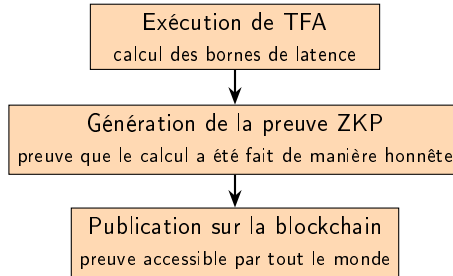 Exécution de TFA
calcul des bornes de latence
Génération de la preuve ZKP
preuve que le calcul a été fait de manière honnête
Publication sur la blockchain
preuve accessible par tout le monde